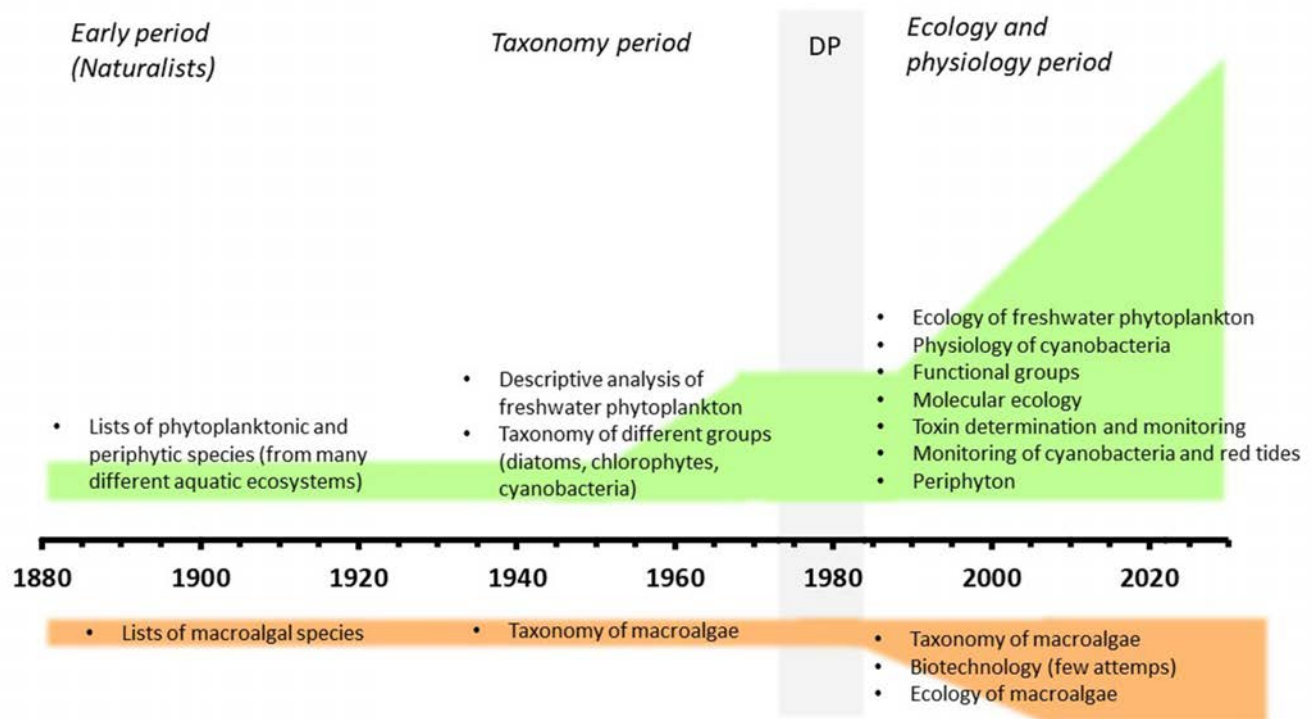 Early period
(Naturalists)
Taxonomy period
DP
Ecology and
physiology period
• Lists of phytoplanktonic and
periphytic species (from many
different aquatic ecosystems)
• Descriptive analysis of
freshwater phytoplankton
• Taxonomy of different groups
(diatoms, chlorophytes,
cyanobacteria)
• Ecology of freshwater phytoplankton
• Physiology of cyanobacteria
• Functional groups
• Molecular ecology
• Toxin determination and monitoring
• Monitoring of cyanobacteria and red tides
• Periphyton
1880 1900 1920 1940 1960 1980 2000 2020
• Lists of macroalgal species
• Taxonomy of macroalgae
• Taxonomy of macroalgae
• Biotechnology (few attemps)
• Ecology of macroalgae